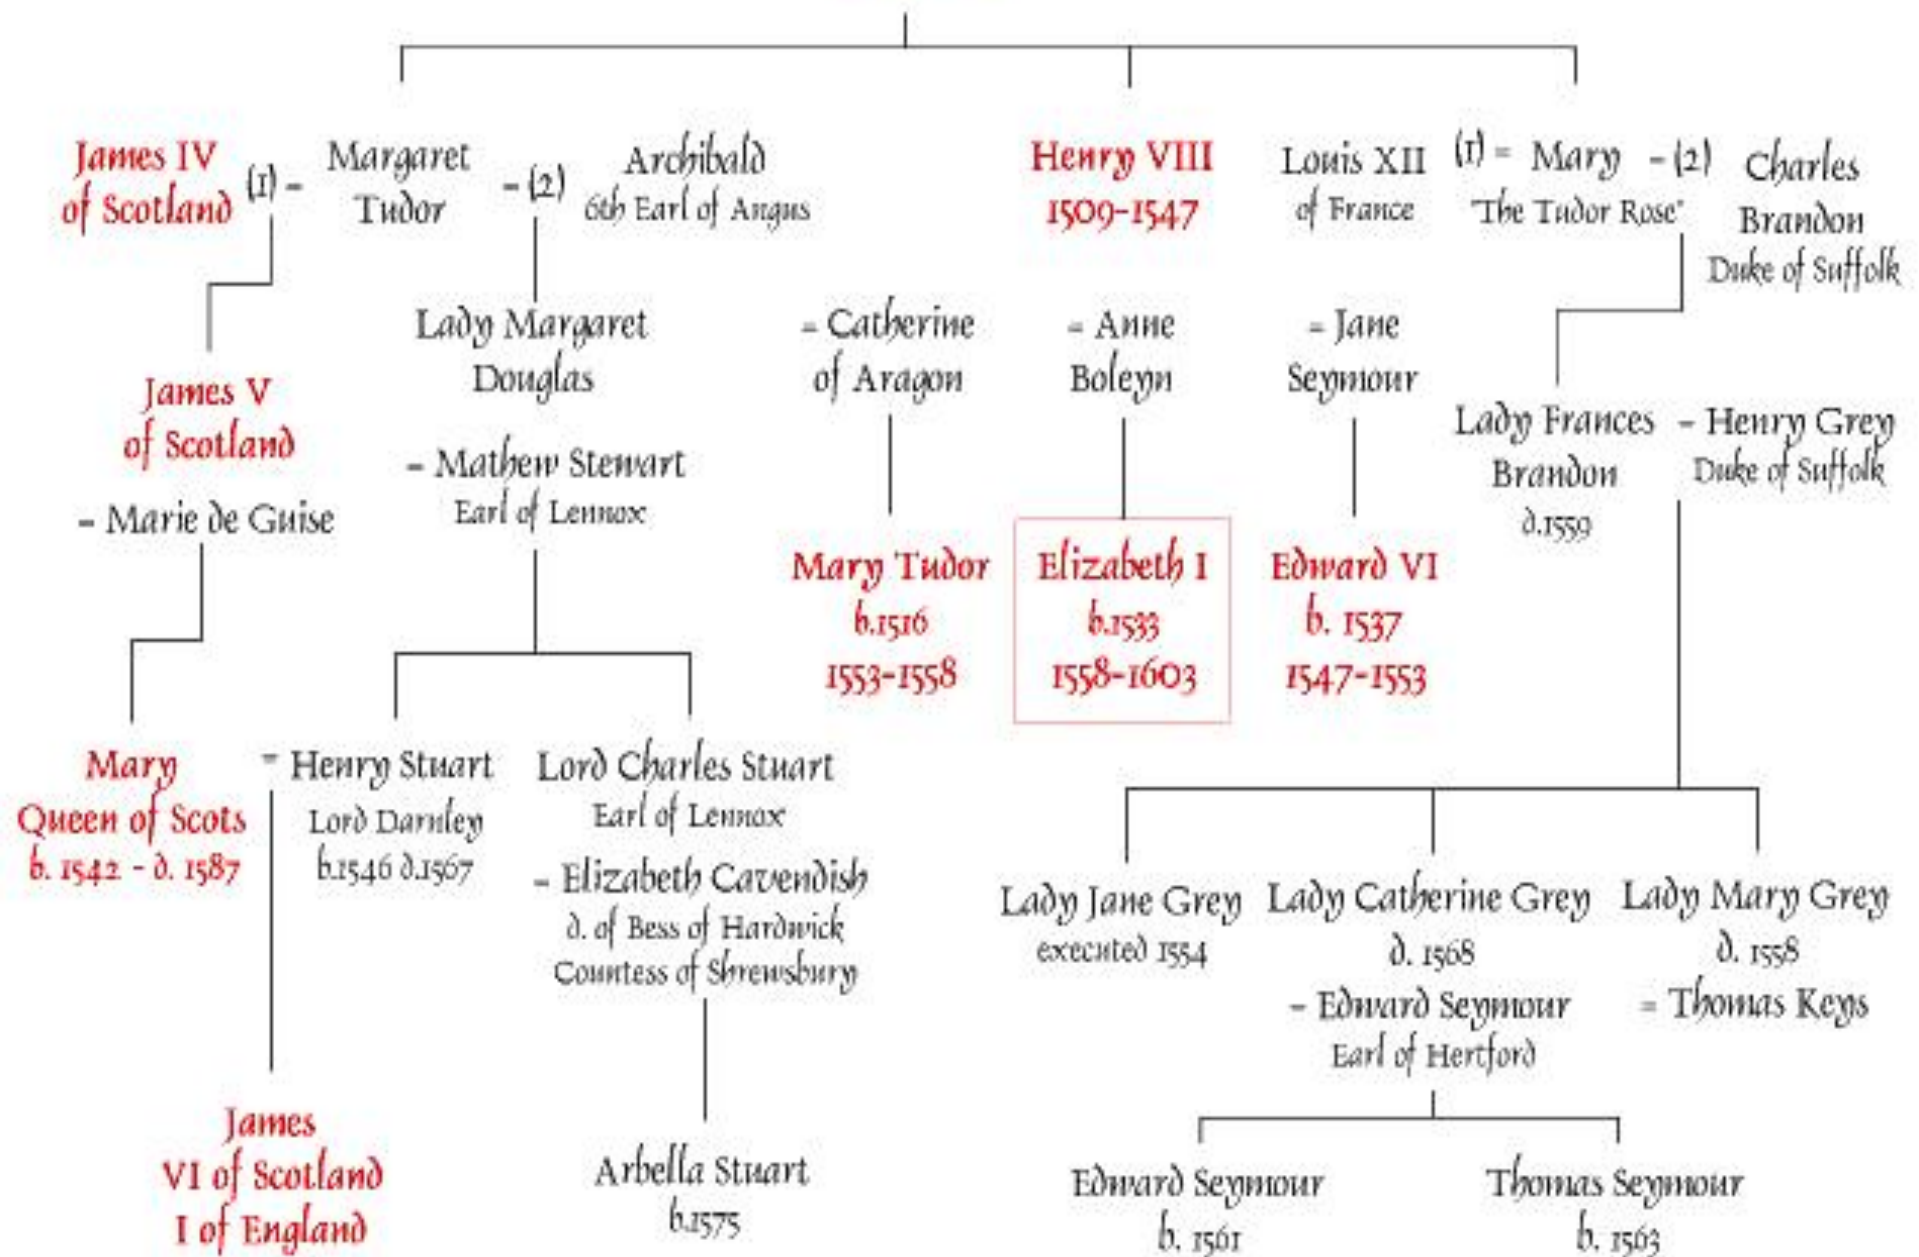 James IV
of Scotland
(1) -
Margaret
Tudor
- (2)
Archibald
6th Earl of Angus
Henry VIII
1509-1547
Louis XII
of France
(1) =
Mary
"The Tudor Rose"
- (2)
Charles
Brandon
Duke of Suffolk
James V
of Scotland
- Marie de Guise
Lady Margaret
Douglas
- Mathew Stewart
Earl of Lennox
= Catherine
of Aragon
= Anne
Boleyn
= Jane
Seymour
Lady Frances
Brandon
d.1559
- Henry Grey
Duke of Suffolk
Mary Tudor
b.1516
1553-1558
Elizabeth I
b.1533
1558-1603
Edward VI
b. 1537
1547-1553
Mary
Queen of Scots
b. 1542 - d. 1587
= Henry Stuart
Lord Darnley
b.1546 d.1567
Lord Charles Stuart
Earl of Lennox
- Elizabeth Cavendish
d. of Bess of Hardwick
Countess of Shrewsbury
Lady Jane Grey
executed 1554
Lady Catherine Grey
d. 1568
- Edward Seymour
Earl of Hertford
Lady Mary Grey
d. 1558
= Thomas Keys
James
VI of Scotland
I of England
Arbella Stuart
b.1575
Edward Seymour
b. 1561
Thomas Seymour
b. 1563